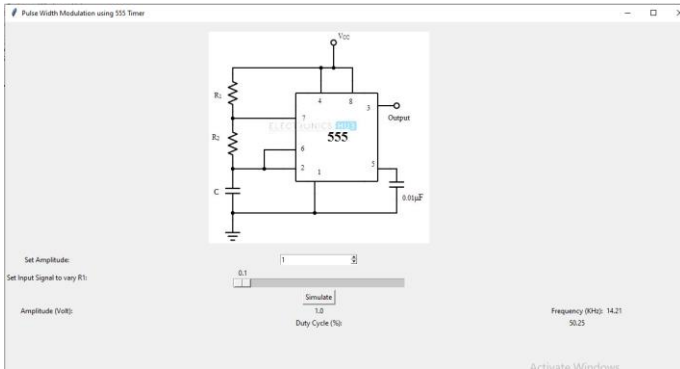 Pulse Width Modulation using 555 Timer
Vcc
R1
4
8
3
7
Output
ELECTRONICS HUB
R2
555
6
5
2
1
C
0.01µF
Set Amplitude:
1
Set Input Signal to vary R1:
0.1
Simulate
Amplitude (Volt):
1.0
Frequency (KHz): 14.21
Duty Cycle (%):
50.25
Activate Windows